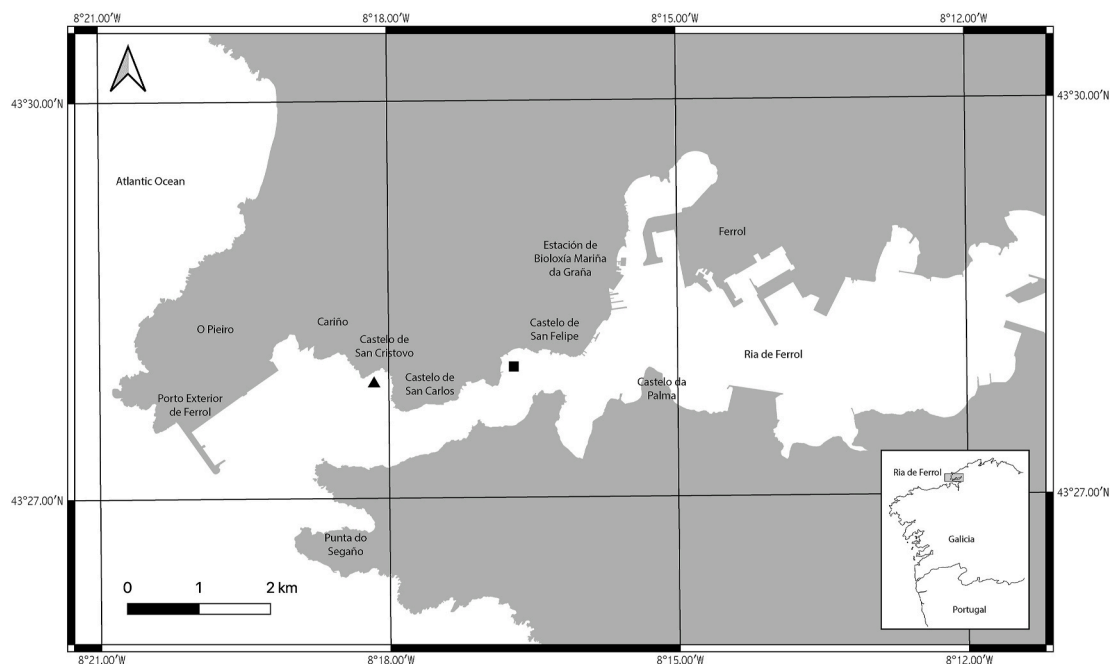 8°21.00′W
8°18.00′W
8°15.00′W
8°12.00′W
43°30.00′N
43°30.00′N
Atlantic Ocean
Ferrol
Estación de
Bioloxía Mariña
da Graña
O Pieiro
Cariño
Castelo de
San Felipe
Castelo de
San Cristovo
Ria de Ferrol
Castelo de
San Carlos
Castelo da
Palma
Porto Exterior
de Ferrol
43°27.00′N
43°27.00′N
Ria de Ferrol
Galicia
Portugal
Punta do
Segaño
0 1 2 km
8°21.00′W
8°18.00′W
8°15.00′W
8°12.00′W